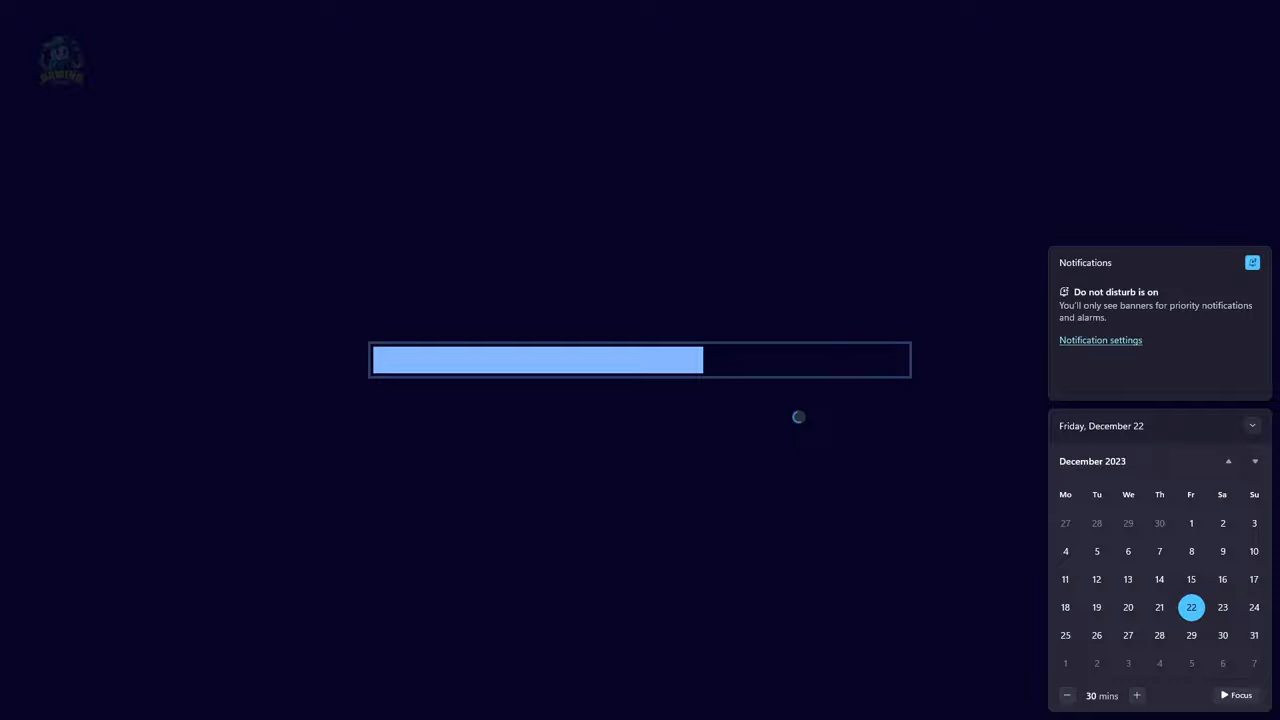 GAMING
Notifications
Do not disturb is on
You'll only see banners for priority notifications
and alarms.
Notification settings
Friday, December 22
December 2023
Mo Tu We Th Fr Sa Su
27 28 29 30 1 2 3
4 5 6 7 8 9 10
11 12 13 14 15 16 17
18 19 20 21 22 23 24
25 26 27 28 29 30 31
1 2 3 4 5 6 7
30 mins
Focus